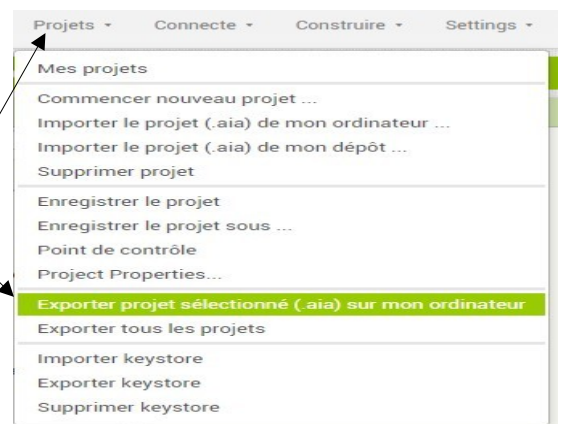 Projets Connecte Construire Settings
Mes projets
Commencer nouveau projet ...
Importer le projet (.aia) de mon ordinateur ...
Importer le projet (.aia) de mon dépôt ...
Supprimer projet
Enregistrer le projet
Enregistrer le projet sous ...
Point de contrôle
Project Properties...
Exporter projet sélectionné (.aia) sur mon ordinateur
Exporter tous les projets
Importer keystore
Exporter keystore
Supprimer keystore